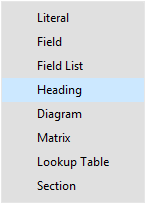 Literal
Field
Field List
Heading
Diagram
Matrix
Lookup Table
Section